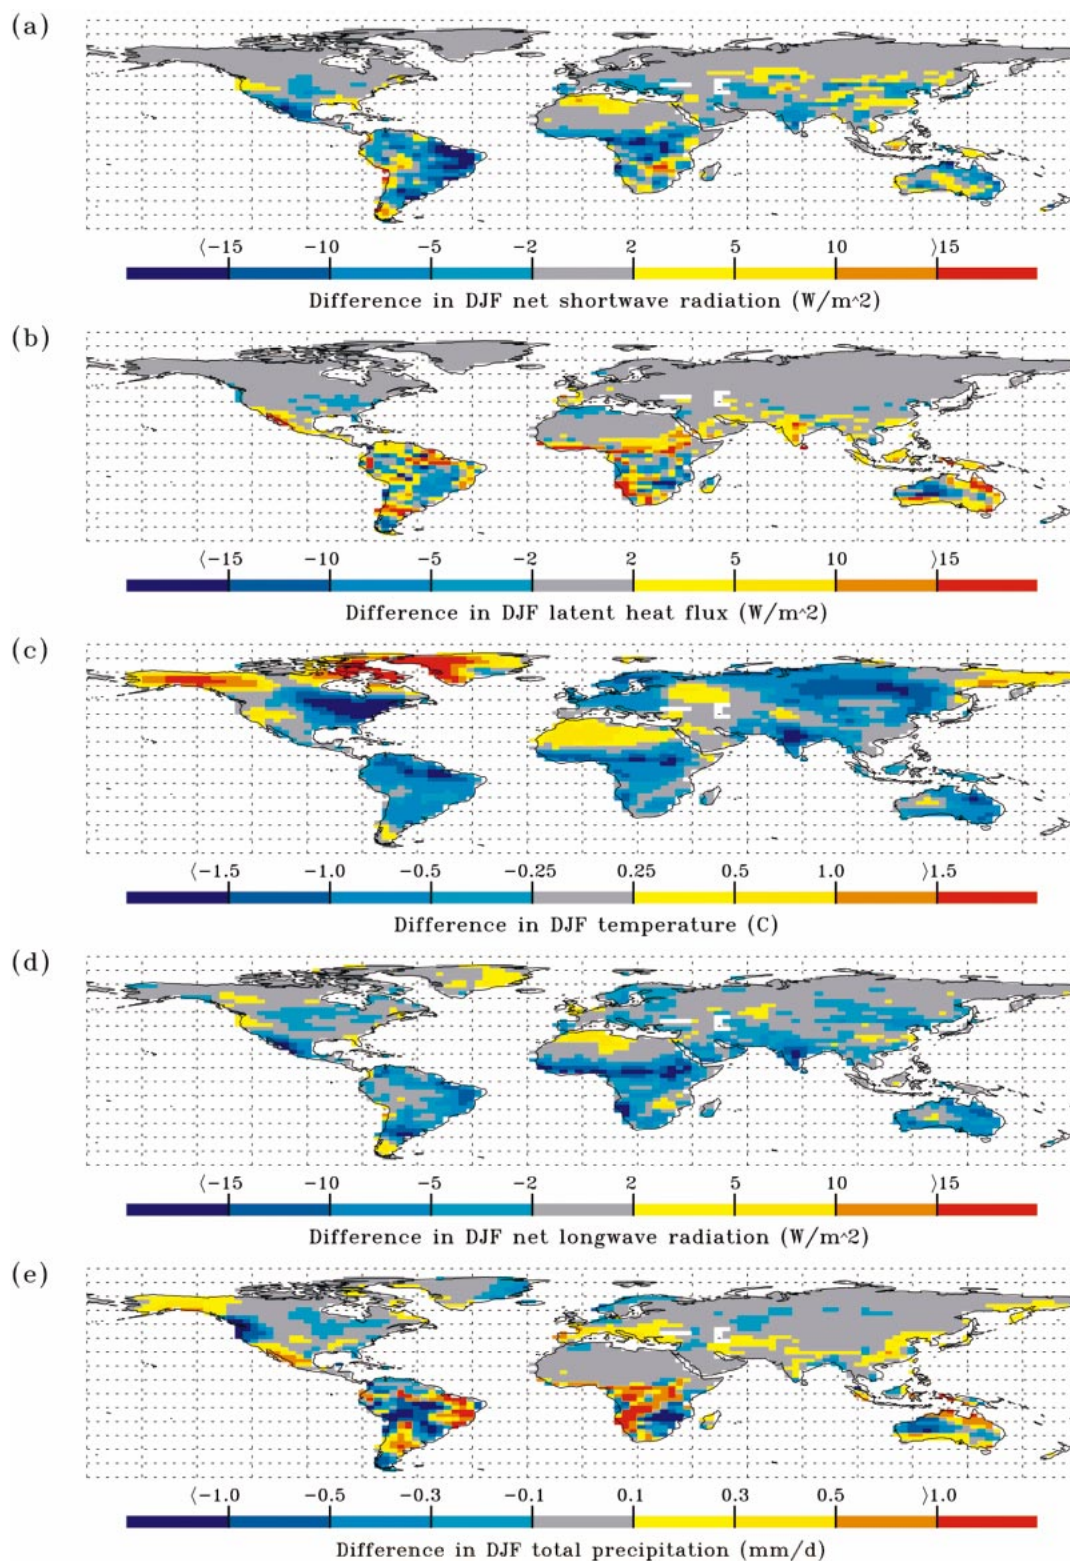 (a)
⟨-15 -10 -5 -2 2 5 10 ⟩15
Difference in DJF net shortwave radiation (W/m^2)
(b)
⟨-15 -10 -5 -2 2 5 10 ⟩15
Difference in DJF latent heat flux (W/m^2)
(c)
⟨-1.5 -1.0 -0.5 -0.25 0.25 0.5 1.0 ⟩1.5
Difference in DJF temperature (C)
(d)
⟨-15 -10 -5 -2 2 5 10 ⟩15
Difference in DJF net longwave radiation (W/m^2)
(e)
⟨-1.0 -0.5 -0.3 -0.1 0.1 0.3 0.5 ⟩1.0
Difference in DJF total precipitation (mm/d)